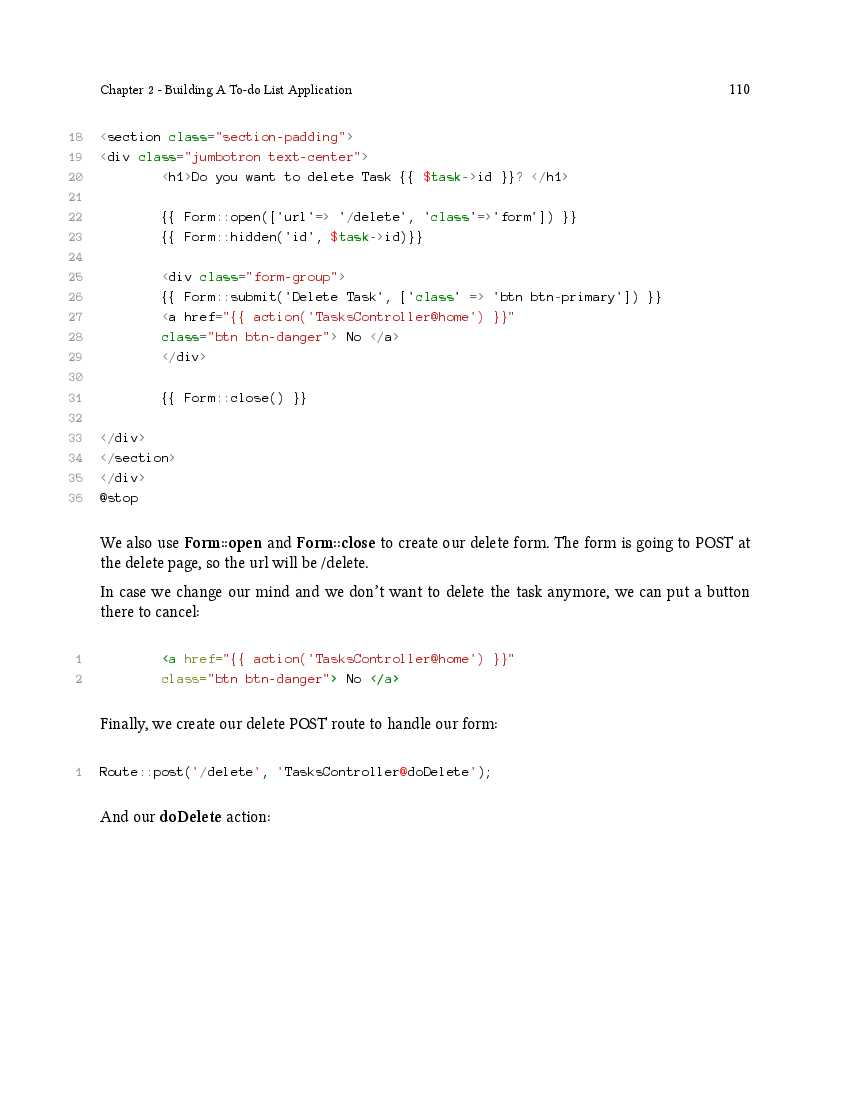 Chapter 2 - Building A To-do List Application 110
18 <section class="section-padding">
19 <div class="jumbotron text-center">
20         <h1>Do you want to delete Task {{ $task->id }}? </h1>
21
22         {{ Form::open(['url'=> '/delete', 'class'=>'form']) }}
23         {{ Form::hidden('id', $task->id)}}
24
25         <div class="form-group">
26         {{ Form::submit('Delete Task', ['class' => 'btn btn-primary']) }}
27         <a href="{{ action('TasksController@home') }}"
28         class="btn btn-danger"> No </a>
29         </div>
30
31         {{ Form::close() }}
32
33 </div>
34 </section>
35 </div>
36 @stop
We also use Form::open and Form::close to create our delete form. The form is going to POST at
the delete page, so the url will be /delete.
In case we change our mind and we don't want to delete the task anymore, we can put a button
there to cancel:
1         <a href="{{ action('TasksController@home') }}"
2         class="btn btn-danger"> No </a>
Finally, we create our delete POST route to handle our form:
1 Route::post('/delete', 'TasksController@doDelete');
And our doDelete action: